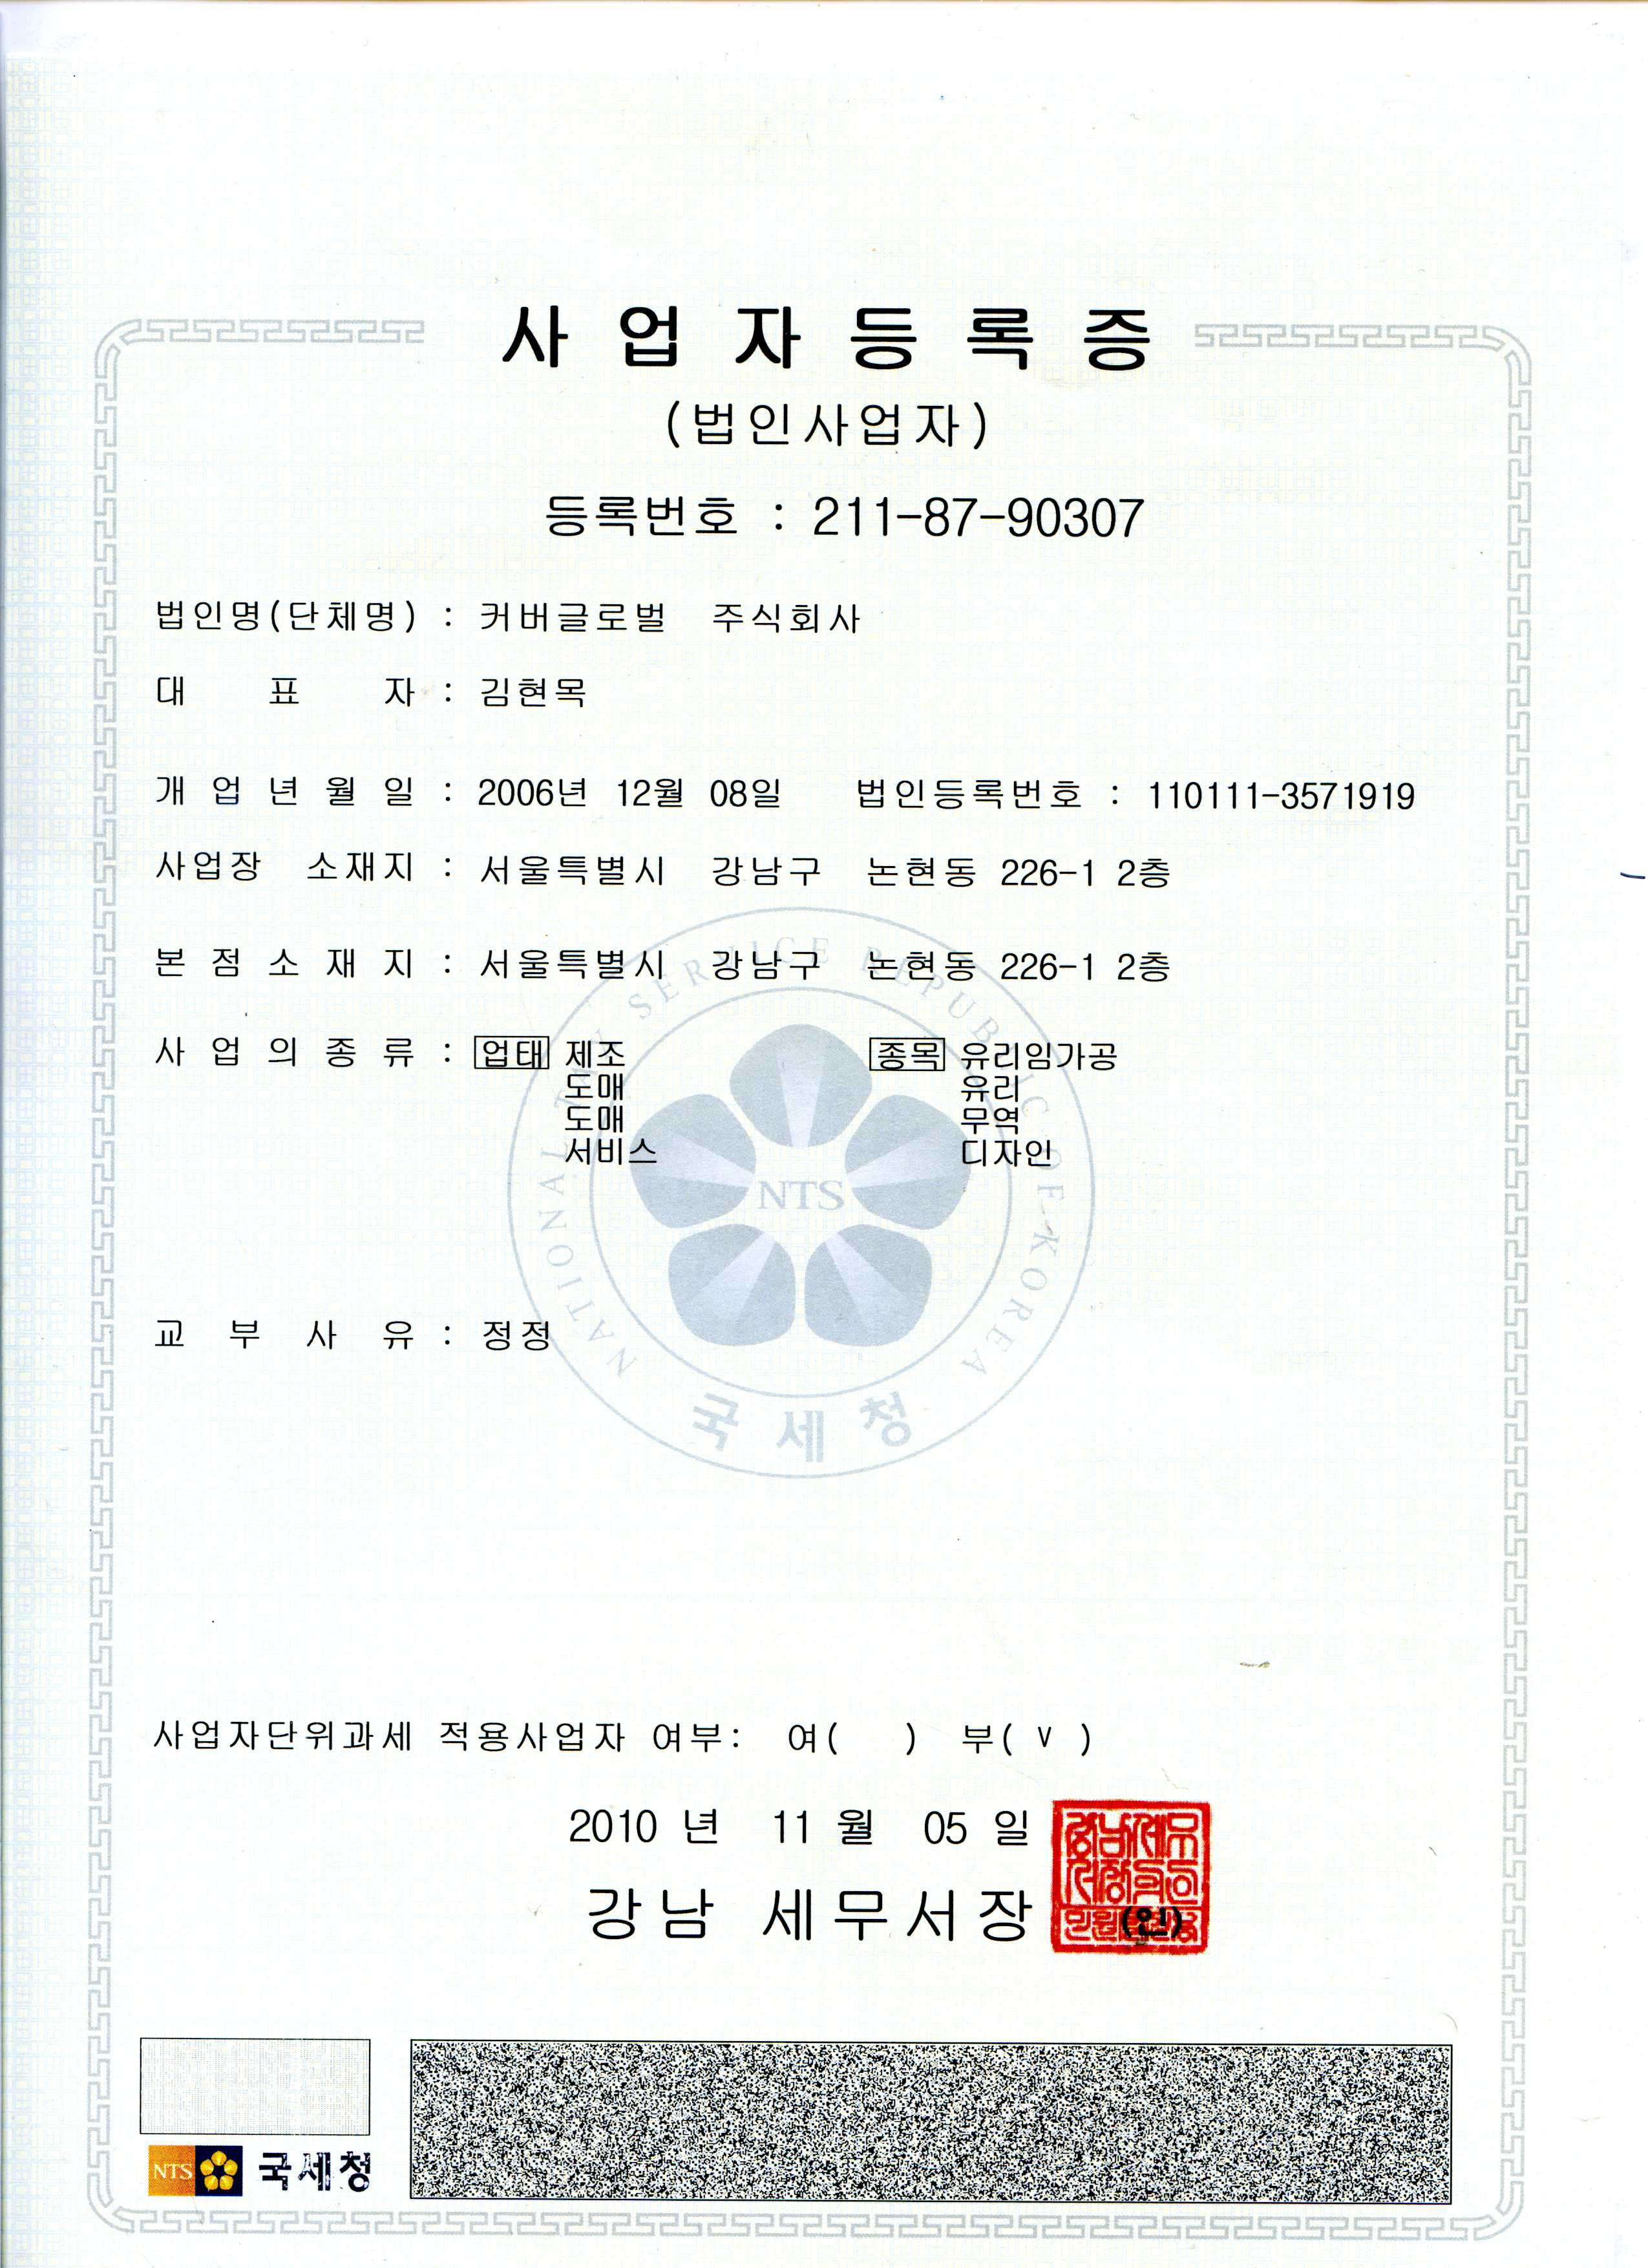 사업자등록증
(법인사업자)
등록번호 : 211-87-90307
법인명(단체명) : 커버글로벌 주식회사
대 표 자 : 김현목
개 업 년 월 일 : 2006년 12월 08일 법인등록번호 : 110111-3571919
사업장 소재지 : 서울특별시 강남구 논현동 226-1 2층
본 점 소 재 지 : 서울특별시 강남구 논현동 226-1 2층
사 업 의 종 류 : 업태 제조 종목 유리임가공
도매 유리
도매 무역
서비스 디자인
NATIONAL TAX SERVICE REPUBLIC OF KOREA
NTS
국세청
교 부 사 유 : 정정
사업자단위과세 적용사업자 여부: 여( ) 부( v )
2010 년 11 월 05 일
강남 세무서장 (인)
NTS 국세청